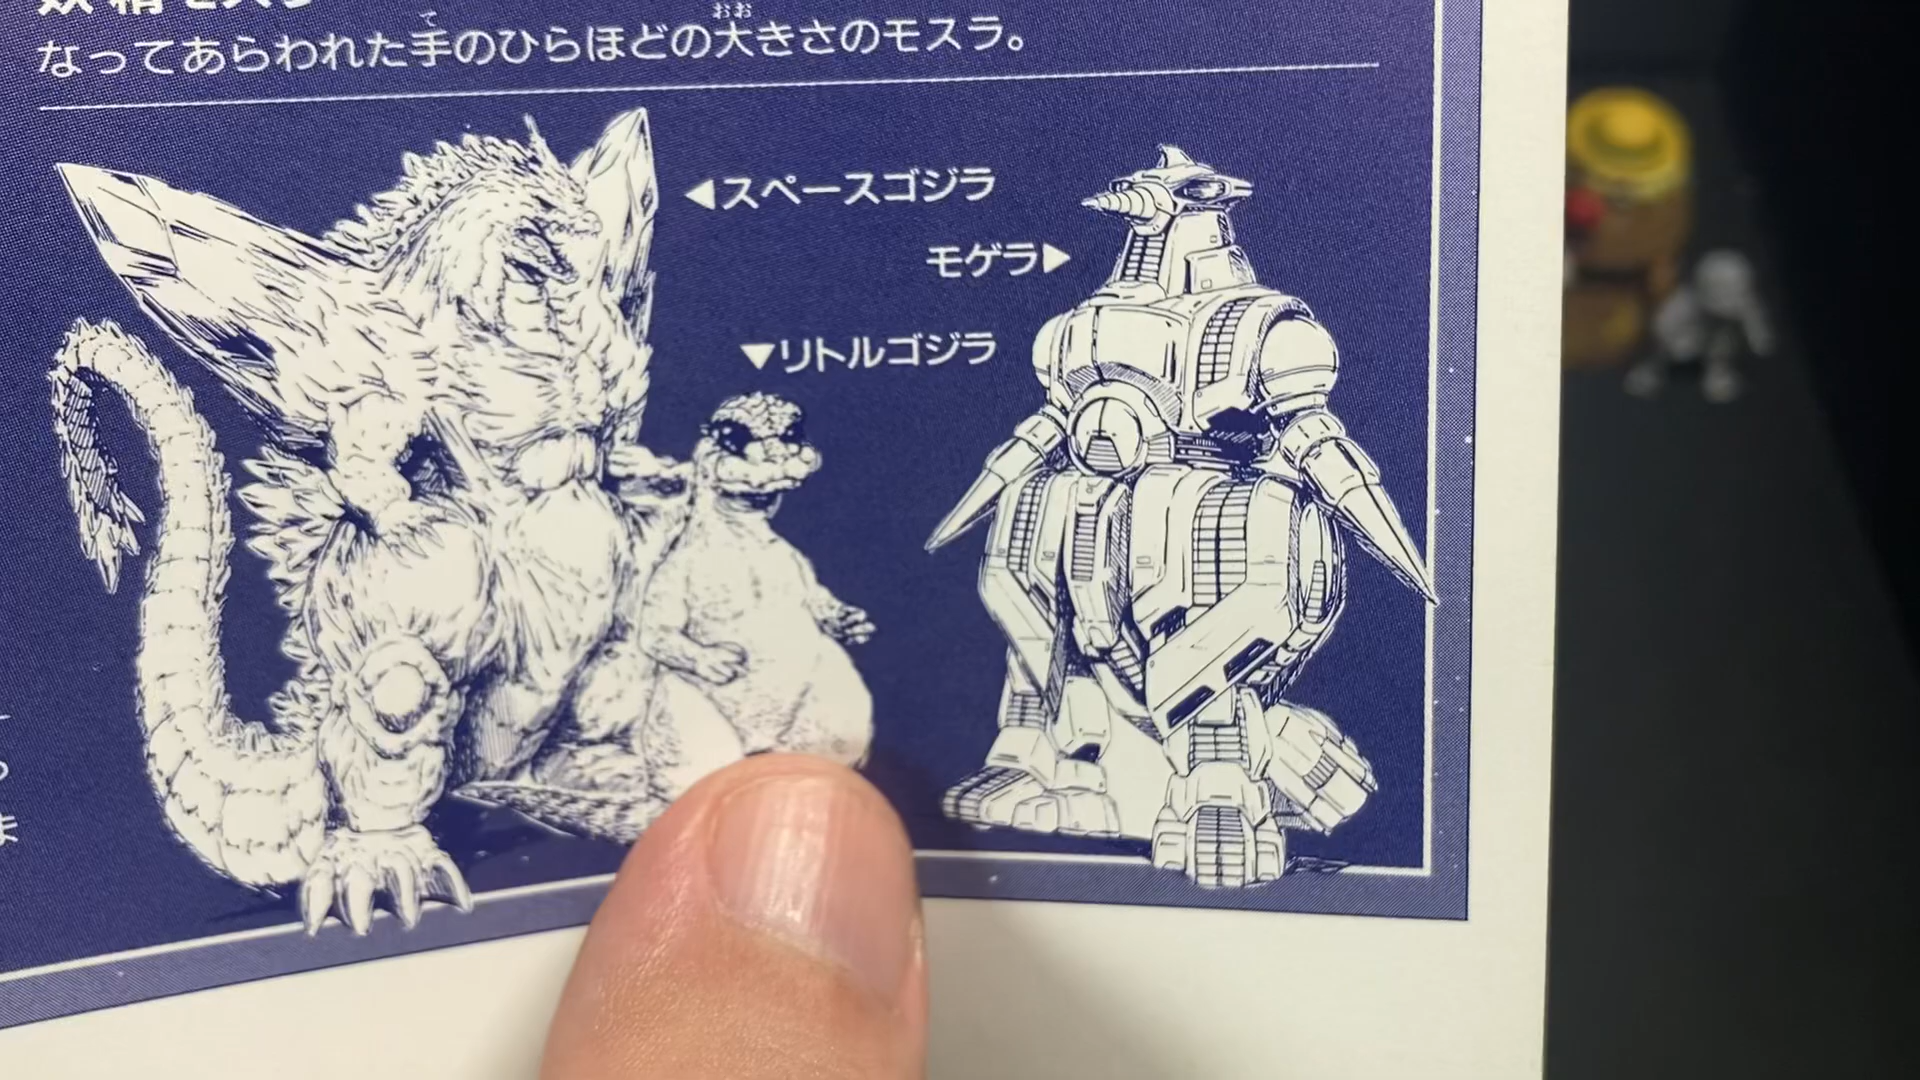 なってあらわれた手のひらほどの大きさのモスラ。
◀スペースゴジラ
モゲラ▶
▼リトルゴジラ